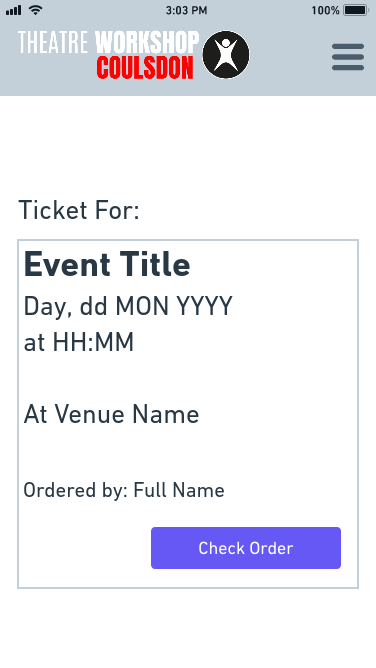 3:03 PM
100%
THEATRE WORKSHOP
COULSDON
Ticket For:
Event Title
Day, dd MON YYYY
at HH:MM
At Venue Name
Ordered by: Full Name
Check Order